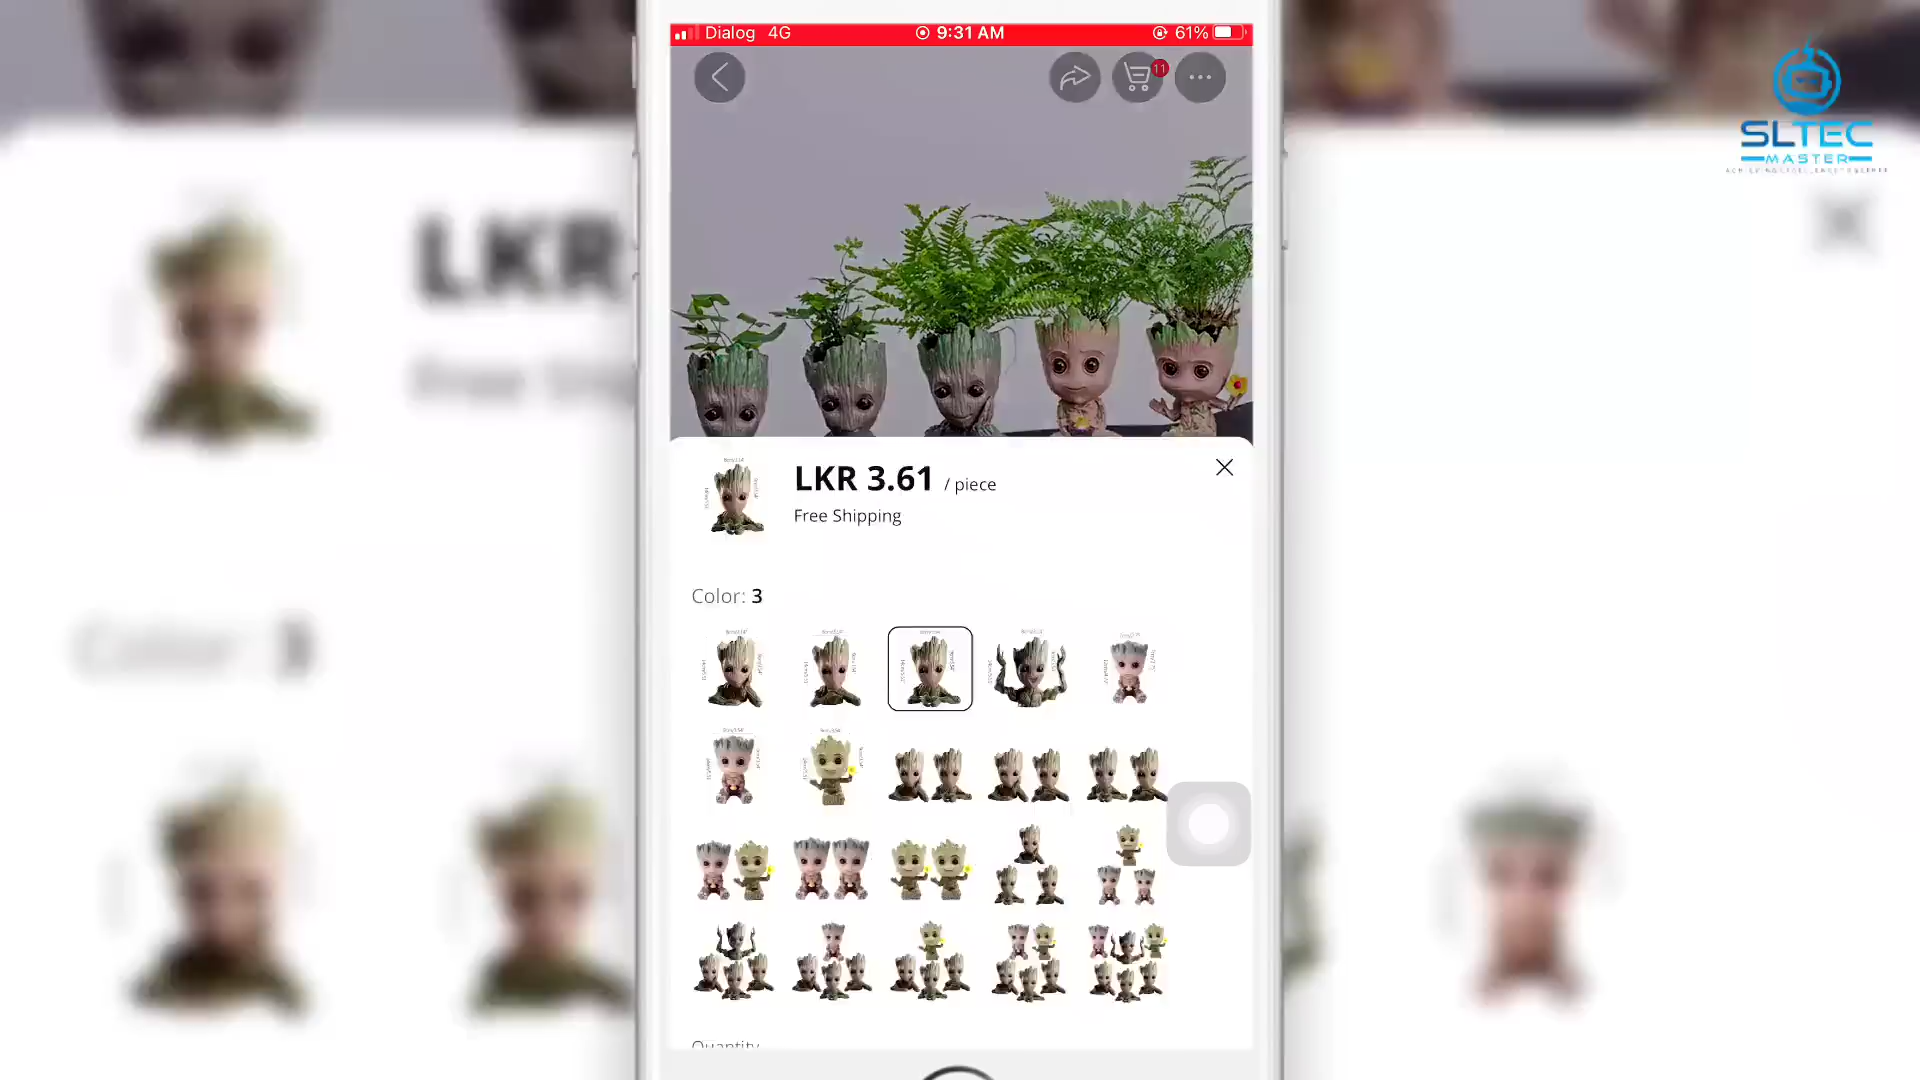 Dialog 4G 9:31 AM 61%
11
SLTEC
MASTER
LKR
LKR 3.61 / piece
Free Shipping
Color: 3
Quantity